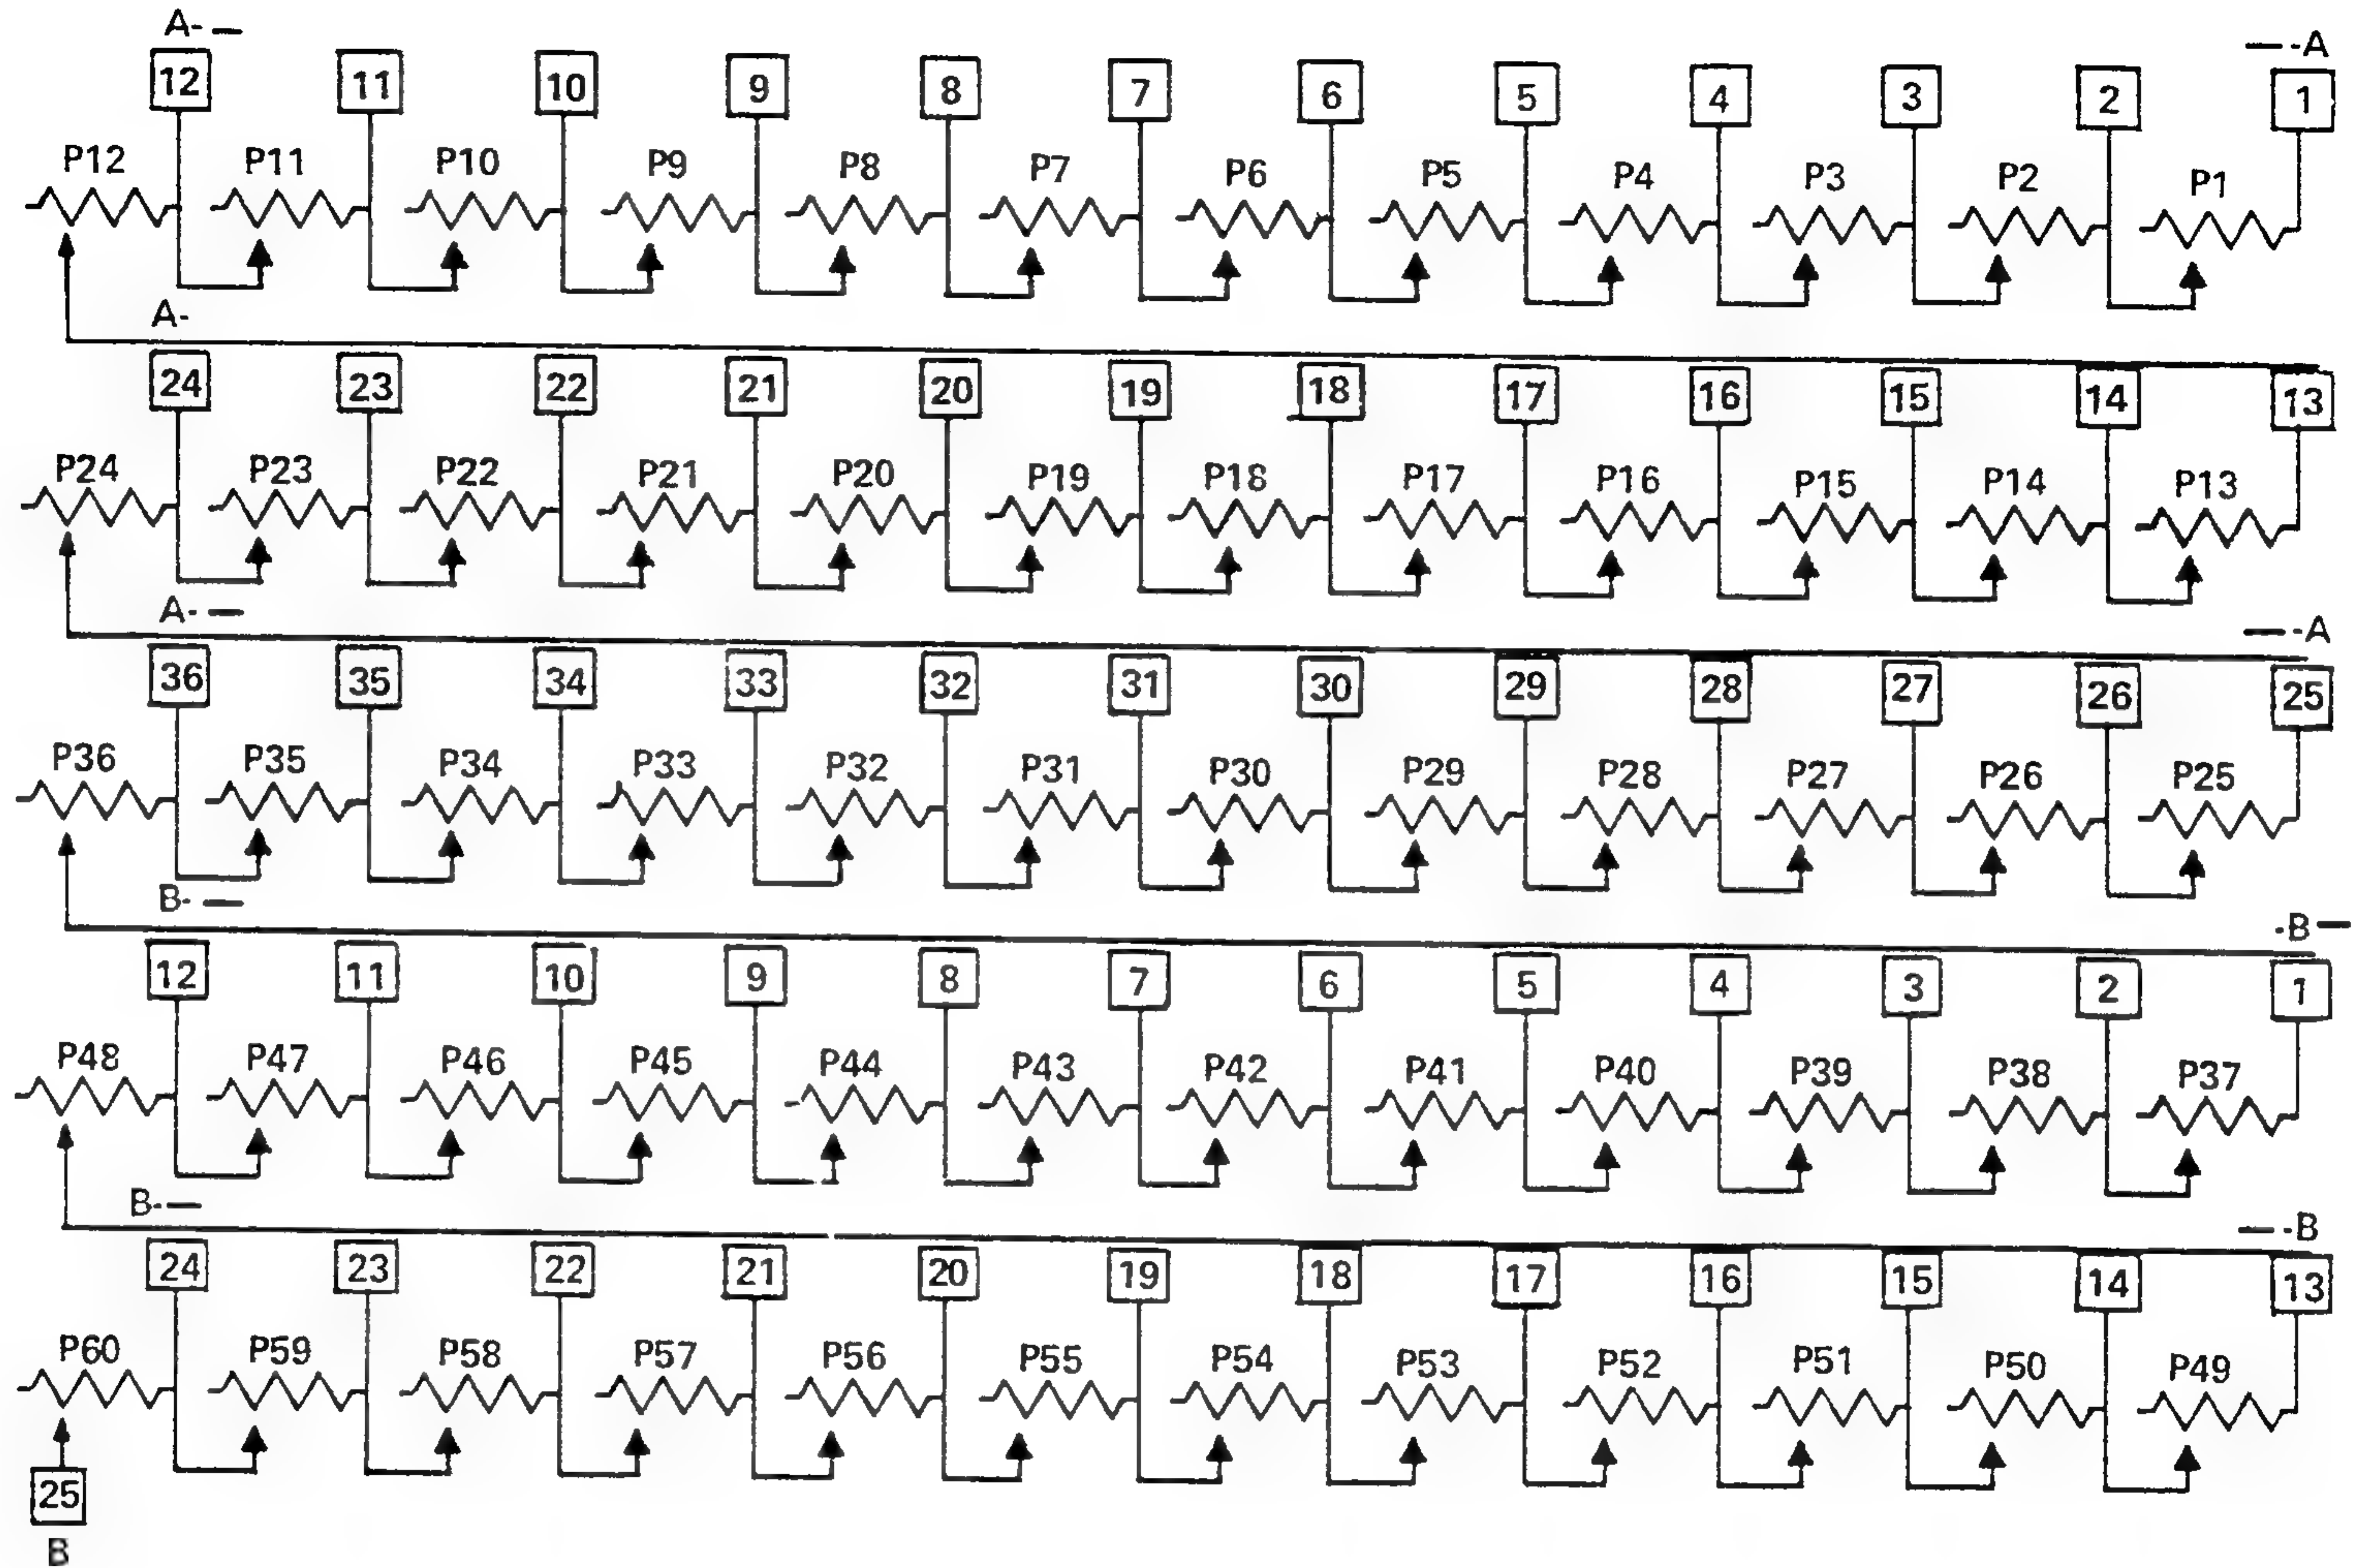 A- — — -A
12 11 10 9 8 7 6 5 4 3 2 1
P12 P11 P10 P9 P8 P7 P6 P5 P4 P3 P2 P1
A-
24 23 22 21 20 19 18 17 16 15 14 13
P24 P23 P22 P21 P20 P19 P18 P17 P16 P15 P14 P13
A- — — -A
36 35 34 33 32 31 30 29 28 27 26 25
P36 P35 P34 P33 P32 P31 P30 P29 P28 P27 P26 P25
B- — -B —
12 11 10 9 8 7 6 5 4 3 2 1
P48 P47 P46 P45 P44 P43 P42 P41 P40 P39 P38 P37
B- — — -B
24 23 22 21 20 19 18 17 16 15 14 13
P60 P59 P58 P57 P56 P55 P54 P53 P52 P51 P50 P49
25
B